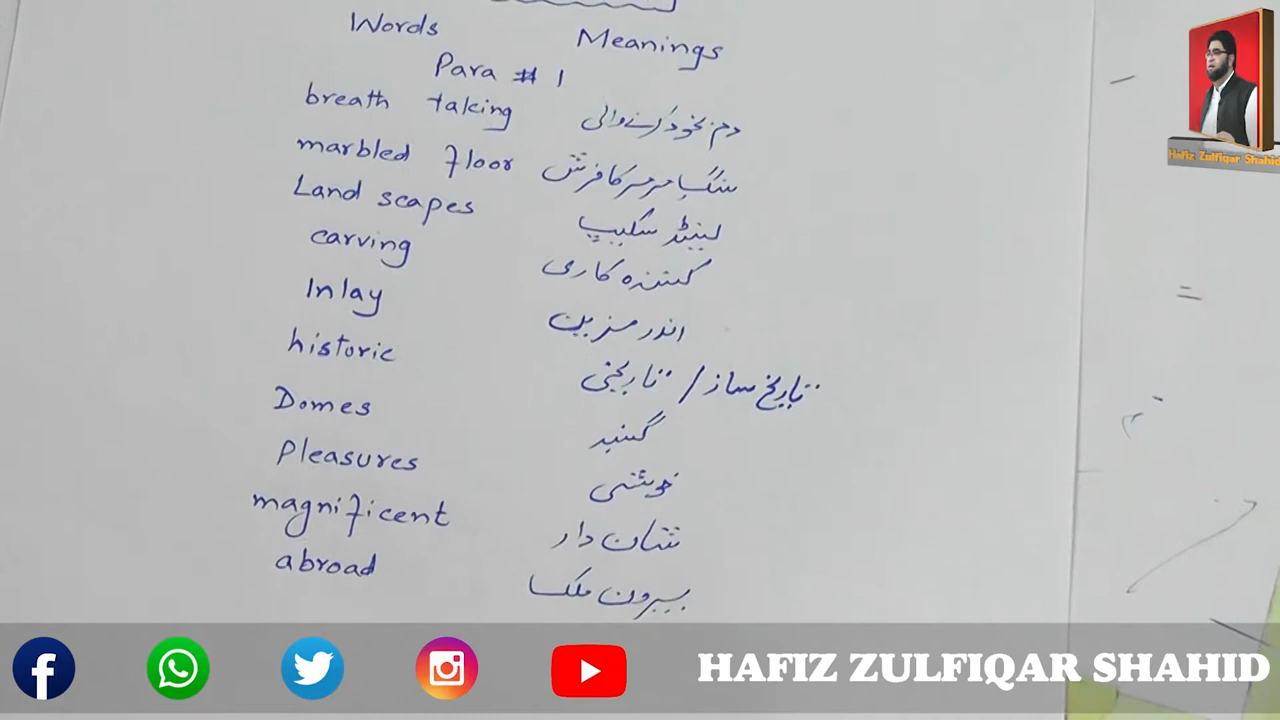 Words Meanings
Para # 1
breath taking دم بخود کرنے والی
marbled floor سنگِ مرمر کا فرش
Land scapes لینڈ سکیپ
carving کندہ کاری
Inlay اندر مزین
historic تاریخ ساز / تاریخی
Domes گنبد
Pleasures خوشی
magnificent شان دار
abroad بیرون ملک
Hafiz Zulfiqar Shahid
HAFIZ ZULFIQAR SHAHID